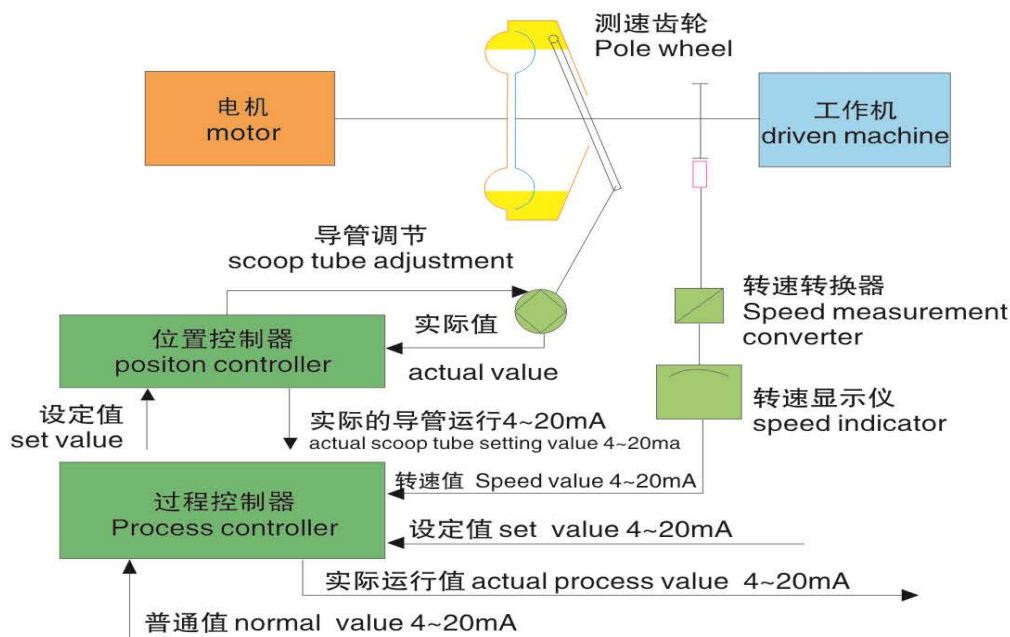 测速齿轮
Pole wheel
电机
motor
工作机
driven machine
导管调节
scoop tube adjustment
转速转换器
Speed measurement
converter
实际值
actual value
位置控制器
positon controller
转速显示仪
speed indicator
设定值
set value
实际的导管运行4~20mA
actual scoop tube setting value 4~20ma
转速值 Speed value 4~20mA
过程控制器
Process controller
设定值 set value 4~20mA
实际运行值 actual process value 4~20mA
普通值 normal value 4~20mA